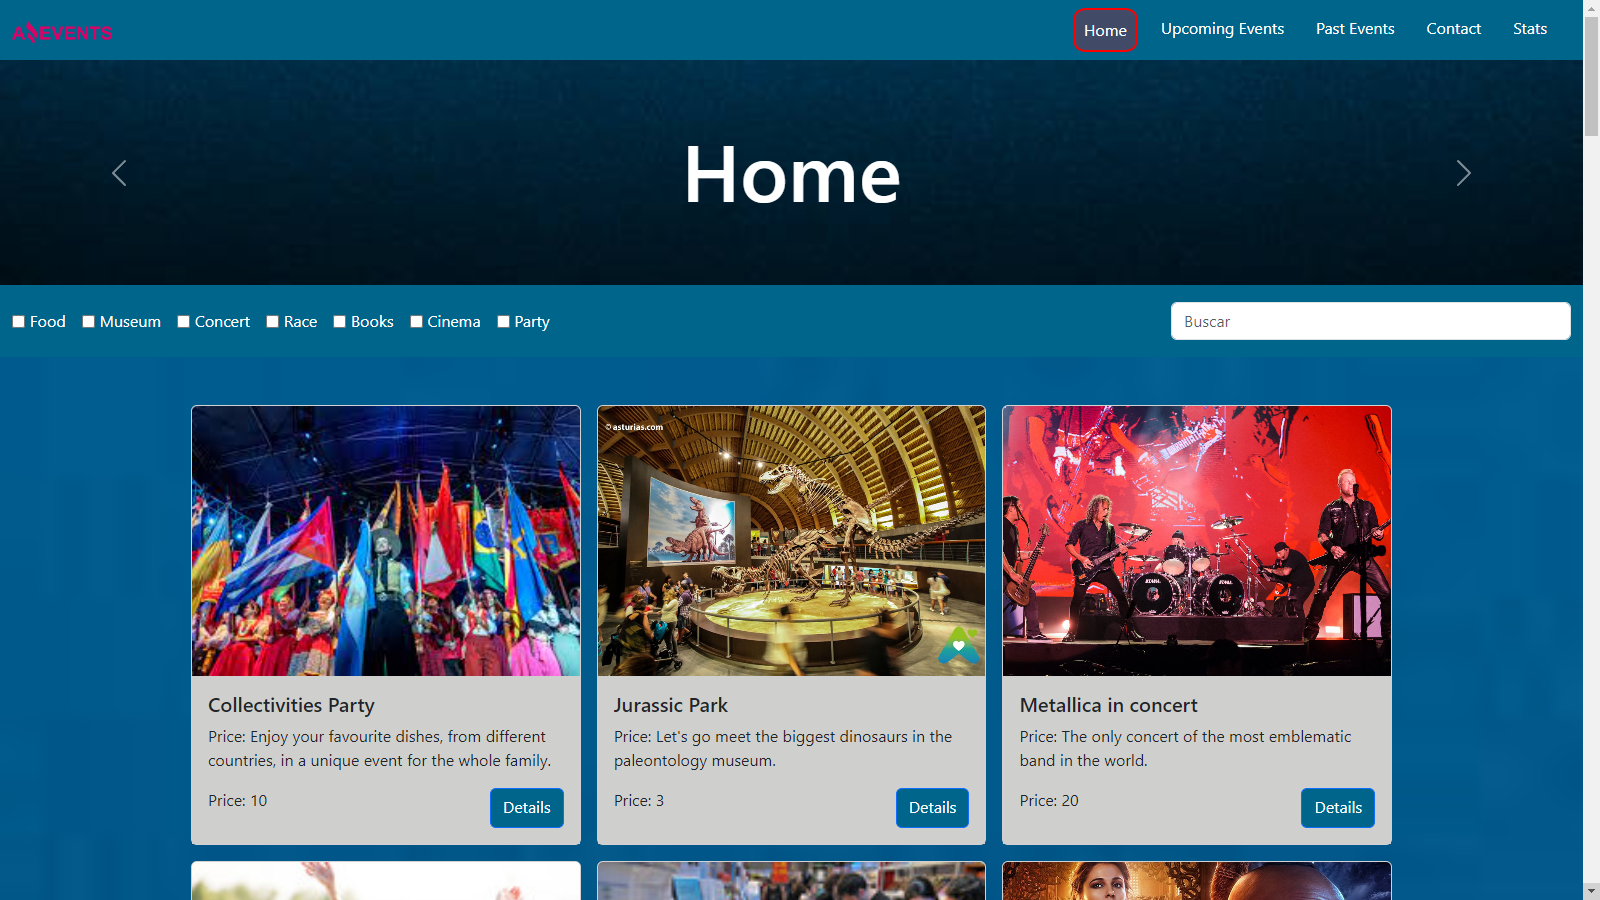 EVENTS
Home
Upcoming Events
Past Events
Contact
Stats
Home
Food
Museum
Concert
Race
Books
Cinema
Party
Buscar
© asturias.com
Collectivities Party
Price: Enjoy your favourite dishes, from different
countries, in a unique event for the whole family.
Price: 10
Details
Jurassic Park
Price: Let's go meet the biggest dinosaurs in the
paleontology museum.
Price: 3
Details
Metallica in concert
Price: The only concert of the most emblematic
band in the world.
Price: 20
Details